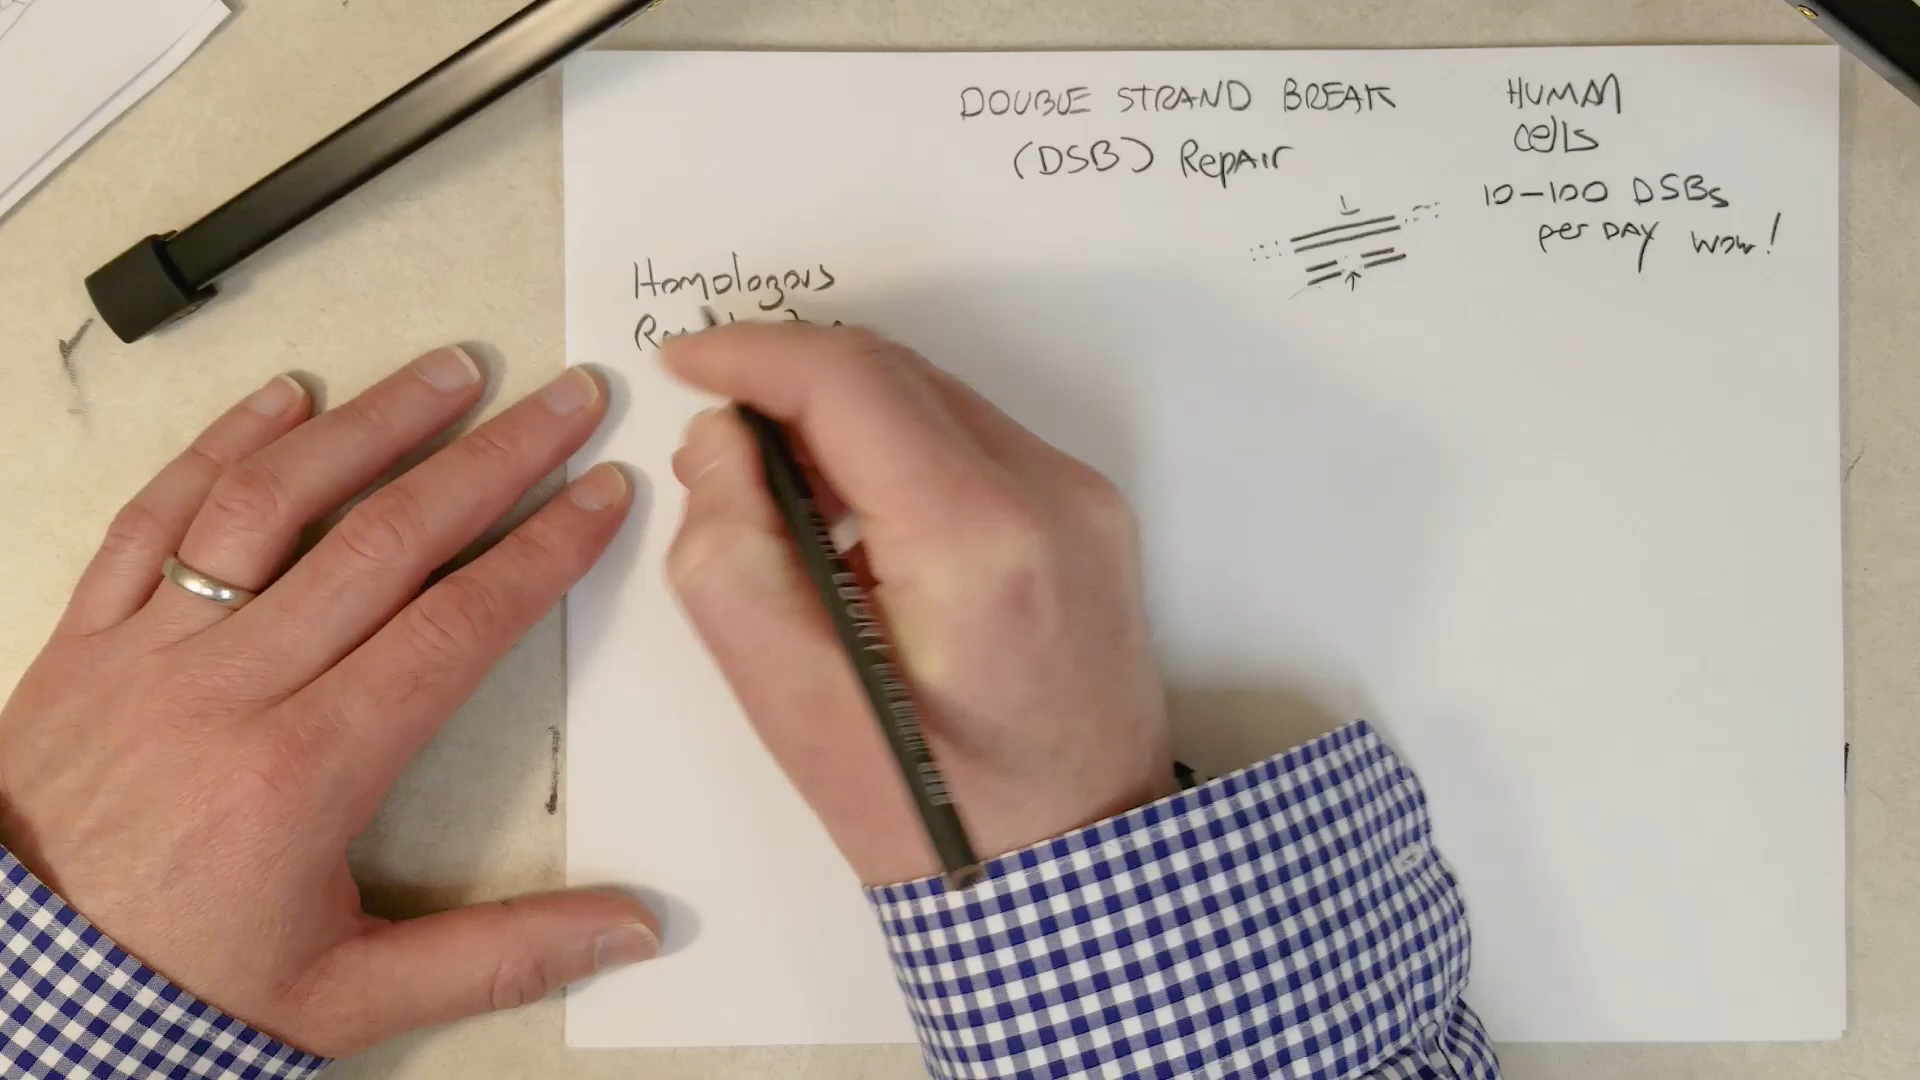 DOUBLE STRAND BREAK
(DSB) RepAir
HUMAN
cells
10-100 DSBs
per DAY wow!
Homologous